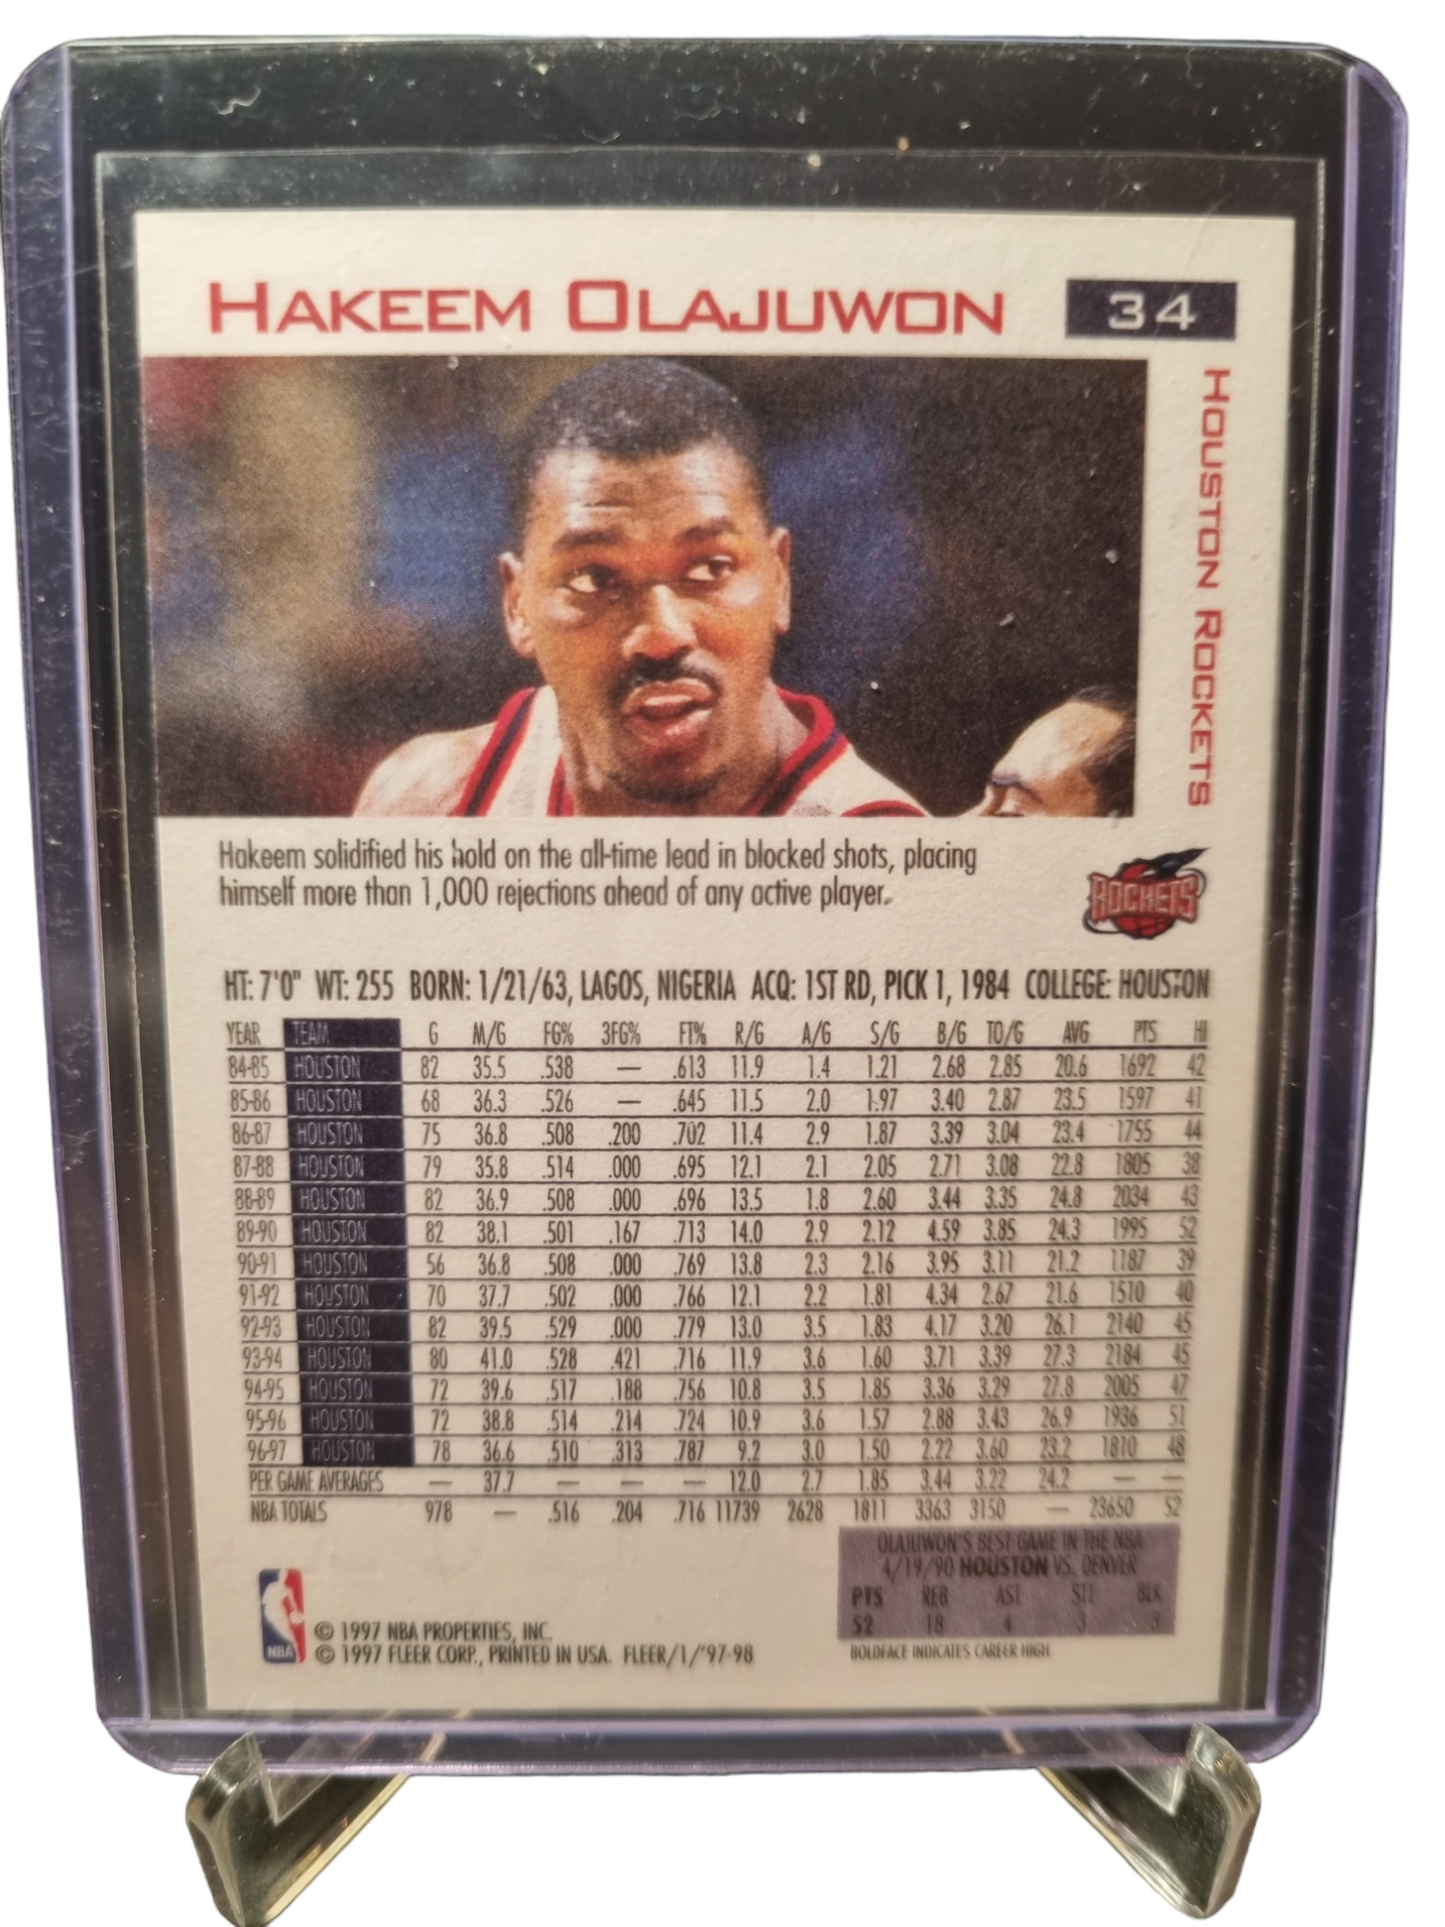 HAKEEM OLAJUWON 34
HOUSTON ROCKETS
Hakeem solidified his hold on the all-time lead in blocked shots, placing
himself more than 1,000 rejections ahead of any active player.
ROCKETS
HT: 7'0" WT: 255 BORN: 1/21/63, LAGOS, NIGERIA ACQ: 1ST RD, PICK 1, 1984 COLLEGE: HOUSTON
YEAR TEAM G M/G FG% 3FG% FT% R/G A/G S/G B/G TO/G AVG PTS HI
84-85 HOUSTON 82 35.5 .538 — .613 11.9 1.4 1.21 2.68 2.85 20.6 1692 42
85-86 HOUSTON 68 36.3 .526 — .645 11.5 2.0 1.97 3.40 2.87 23.5 1597 41
86-87 HOUSTON 75 36.8 .508 .200 .702 11.4 2.9 1.87 3.39 3.04 23.4 1755 44
87-88 HOUSTON 79 35.8 .514 .000 .695 12.1 2.1 2.05 2.71 3.08 22.8 1805 38
88-89 HOUSTON 82 36.9 .508 .000 .696 13.5 1.8 2.60 3.44 3.35 24.8 2034 43
89-90 HOUSTON 82 38.1 .501 .167 .713 14.0 2.9 2.12 4.59 3.85 24.3 1995 52
90-91 HOUSTON 56 36.8 .508 .000 .769 13.8 2.3 2.16 3.95 3.11 21.2 1187 39
91-92 HOUSTON 70 37.7 .502 .000 .766 12.1 2.2 1.81 4.34 2.67 21.6 1510 40
92-93 HOUSTON 82 39.5 .529 .000 .779 13.0 3.5 1.83 4.17 3.20 26.1 2140 45
93-94 HOUSTON 80 41.0 .528 .421 .716 11.9 3.6 1.60 3.71 3.39 27.3 2184 45
94-95 HOUSTON 72 39.6 .517 .188 .756 10.8 3.5 1.85 3.36 3.29 27.8 2005 47
95-96 HOUSTON 72 38.8 .514 .214 .724 10.9 3.6 1.57 2.88 3.43 26.9 1936 51
96-97 HOUSTON 78 36.6 .510 .313 .787 9.2 3.0 1.50 2.22 3.60 23.2 1810 48
PER GAME AVERAGES — 37.7 — — — 12.0 2.7 1.85 3.44 3.22 24.2 — —
NBA TOTALS 978 — .516 .204 .716 11739 2628 1811 3363 3150 — 23650 52
OLAJUWON'S BEST GAME IN THE NBA
4/19/90 HOUSTON VS. DENVER
PTS REB AST STL BLK
52 18 4 3 3
BOLDFACE INDICATES CAREER HIGH
NBA
© 1997 NBA PROPERTIES, INC.
© 1997 FLEER CORP., PRINTED IN USA. FLEER/1/'97-98